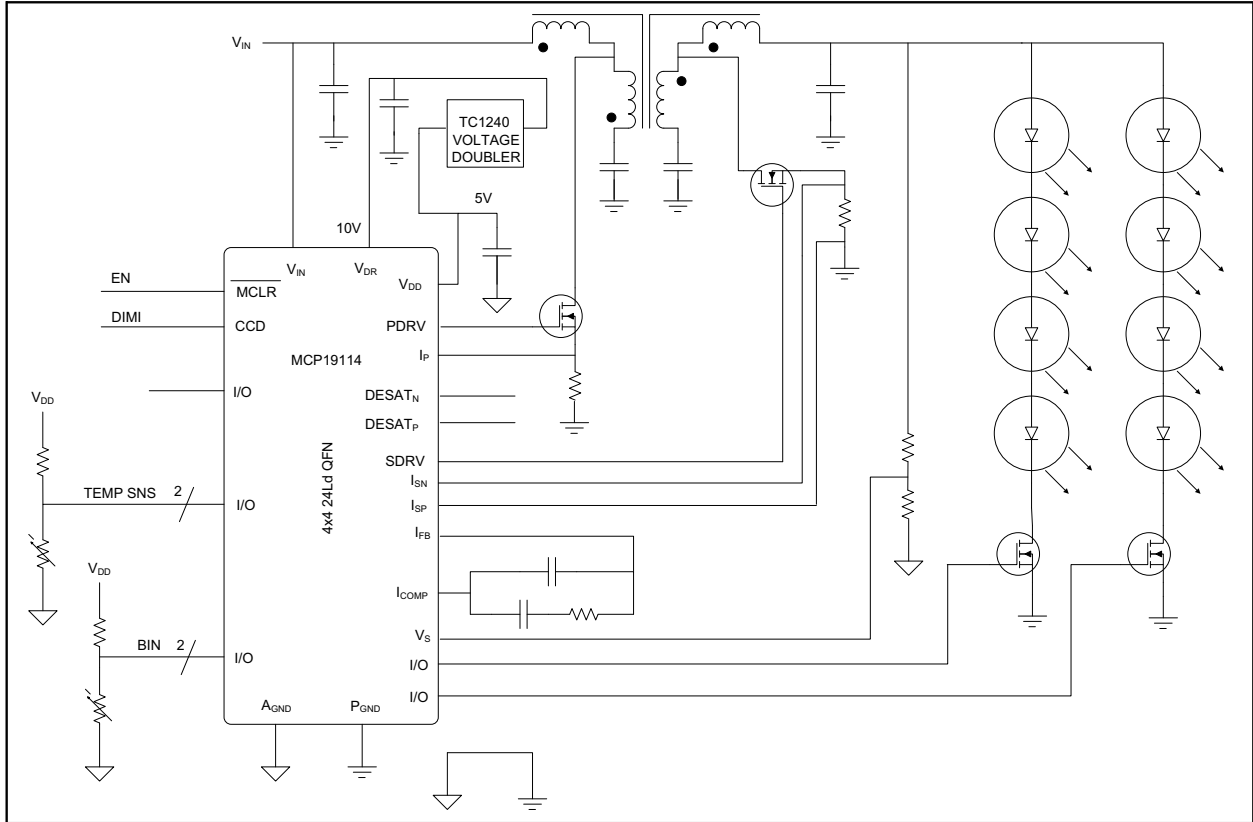 VIN
TC1240
VOLTAGE
DOUBLER
5V
10V
VIN
VDR
VDD
EN
MCLR
DIMI
CCD
PDRV
MCP19114
IP
I/O
DESATN
VDD
DESATP
4x4 24Ld QFN
SDRV
ISN
TEMP SNS
2
I/O
ISP
IFB
VDD
ICOMP
VS
BIN
2
I/O
I/O
I/O
AGND
PGND